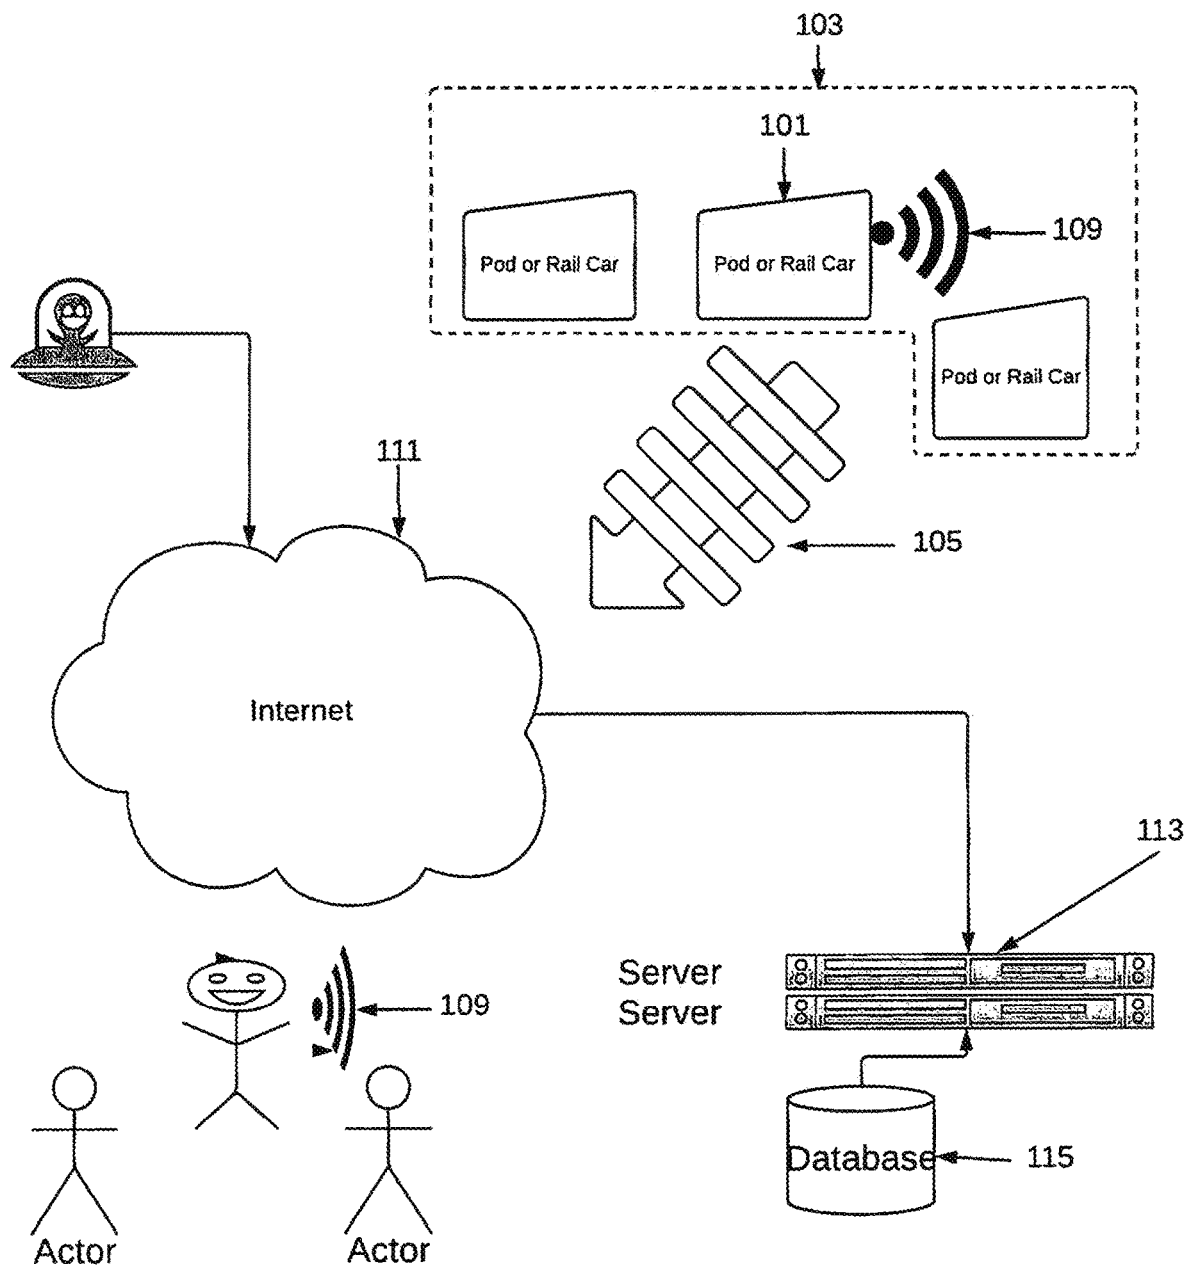 103
101
109
Pod or Rail Car
Pod or Rail Car
Pod or Rail Car
111
105
Internet
113
Server
Server
109
Database
115
Actor
Actor